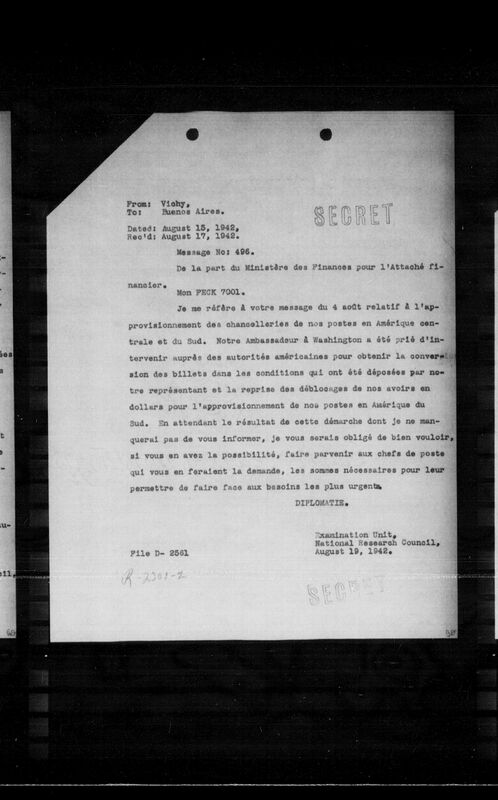 From: Vichy,
To: Buenos Aires.
SECRET
Dated: August 15, 1942,
Rec'd: August 17, 1942.
Message No: 496.
De la part du Ministère des Finances pour l'Attaché fi-
nancier.
Mon FECK 7001.
Je me réfère à votre message du 4 août relatif à l'ap-
provisionnement des chancelleries de nos postes en Amérique cen-
trale et du Sud. Notre Ambassadeur à Washington a été prié d'in-
tervenir auprès des autorités américaines pour obtenir la conver-
sion des billets dans les conditions qui ont été déposées par no-
tre représentant et la reprise des déblocages de nos avoirs en
dollars pour l'approvisionnement de nos postes en Amérique du
Sud. En attendant le résultat de cette démarche dont je ne man-
querai pas de vous informer, je vous serais obligé de bien vouloir,
si vous en avez la possibilité, faire parvenir aux chefs de poste
qui vous en feraient la demande, les sommes nécessaires pour leur
permettre de faire face aux besoins les plus urgents.
DIPLOMATIE.
Examination Unit,
National Research Council,
August 19, 1942.
File D- 2561
SECRET